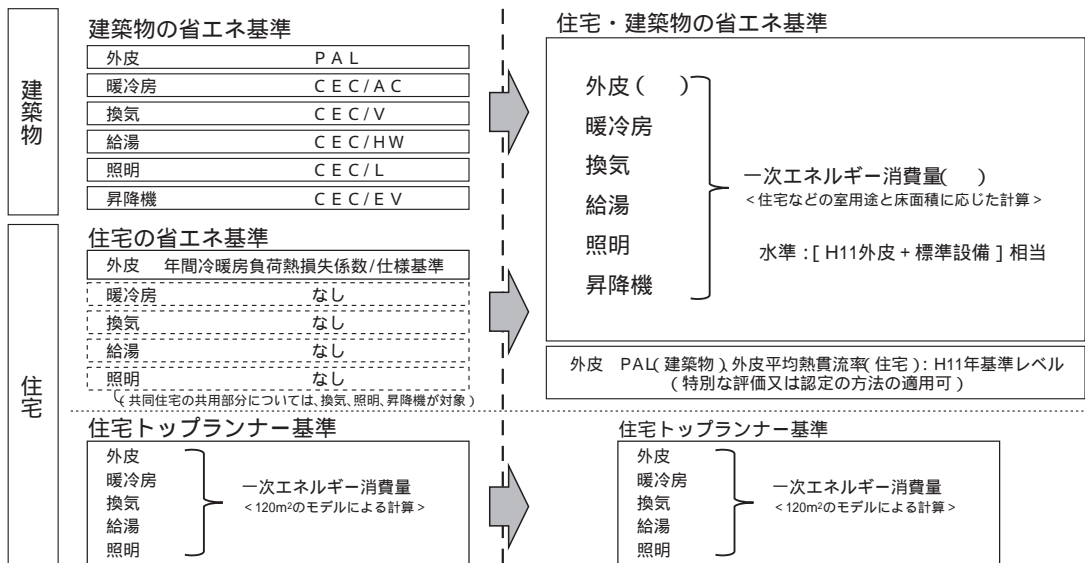 建築物
建築物の省エネ基準
外皮 PAL
暖冷房 CEC/AC
換気 CEC/V
給湯 CEC/HW
照明 CEC/L
昇降機 CEC/EV
住宅
住宅の省エネ基準
外皮 年間冷暖房負荷熱損失係数/仕様基準
暖冷房 なし
換気 なし
給湯 なし
照明 なし
(共同住宅の共用部分については、換気、照明、昇降機が対象)
住宅トップランナー基準
外皮
暖冷房
換気
給湯
照明
一次エネルギー消費量
<120m²のモデルによる計算>
住宅・建築物の省エネ基準
外皮( )
暖冷房
換気
給湯
照明
昇降機
一次エネルギー消費量( )
<住宅などの室用途と床面積に応じた計算>
水準:[H11外皮+標準設備]相当
外皮 PAL(建築物)、外皮平均熱貫流率(住宅):H11年基準レベル
(特別な評価又は認定の方法の適用可)
住宅トップランナー基準
外皮
暖冷房
換気
給湯
照明
一次エネルギー消費量
<120m²のモデルによる計算>